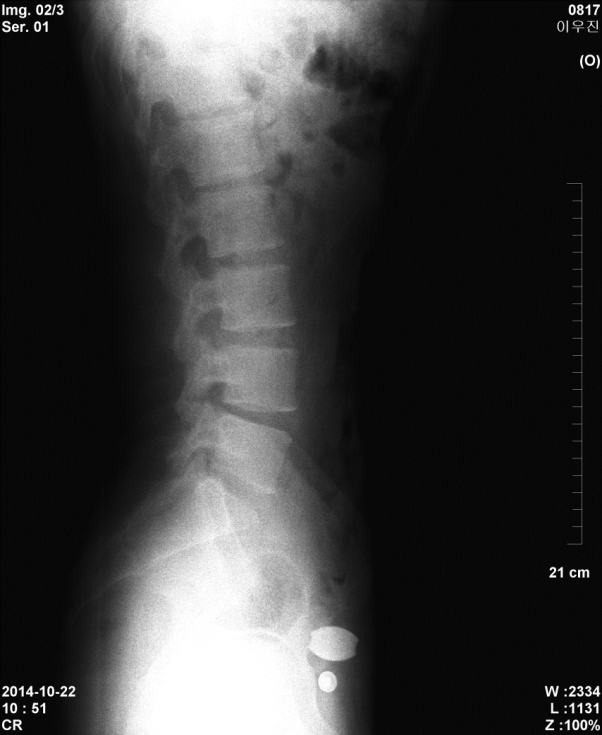 Img. 02/3
Ser. 01
0817
이우진
(O)
21 cm
2014-10-22
10 : 51
CR
W :2334
L :1131
Z :100%